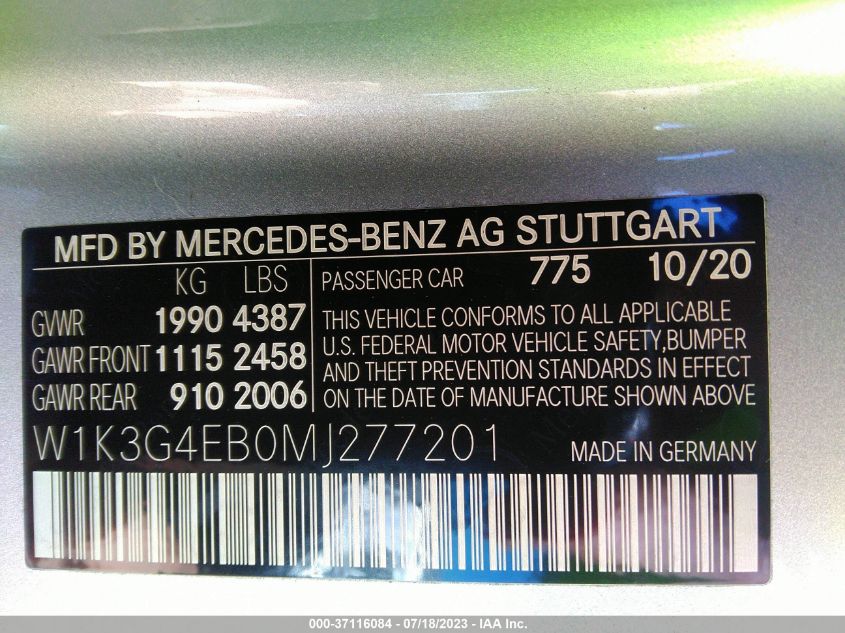 MFD BY MERCEDES-BENZ AG STUTTGART
KG LBS
GVWR 1990 4387
GAWR FRONT 1115 2458
GAWR REAR 910 2006
PASSENGER CAR 775 10/20
THIS VEHICLE CONFORMS TO ALL APPLICABLE
U.S. FEDERAL MOTOR VEHICLE SAFETY,BUMPER
AND THEFT PREVENTION STANDARDS IN EFFECT
ON THE DATE OF MANUFACTURE SHOWN ABOVE
W1K3G4EB0MJ277201 MADE IN GERMANY
000-37116084 - 07/18/2023 - IAA Inc.